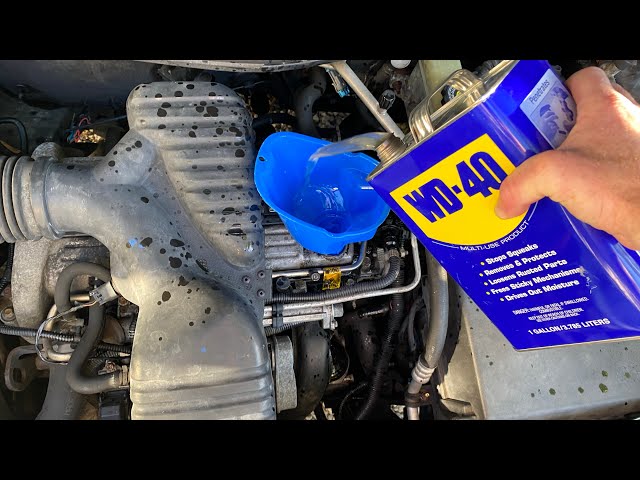 Penetrates
WD-40
MULTI-USE PRODUCT
• Stops Squeaks
• Removes & Protects
• Loosens Rusted Parts
• Frees Sticky Mechanisms
• Drives Out Moisture
1 GALLON/3.785 LITERS